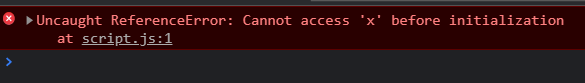 Uncaught ReferenceError: Cannot access 'x' before initialization
at script.js:1